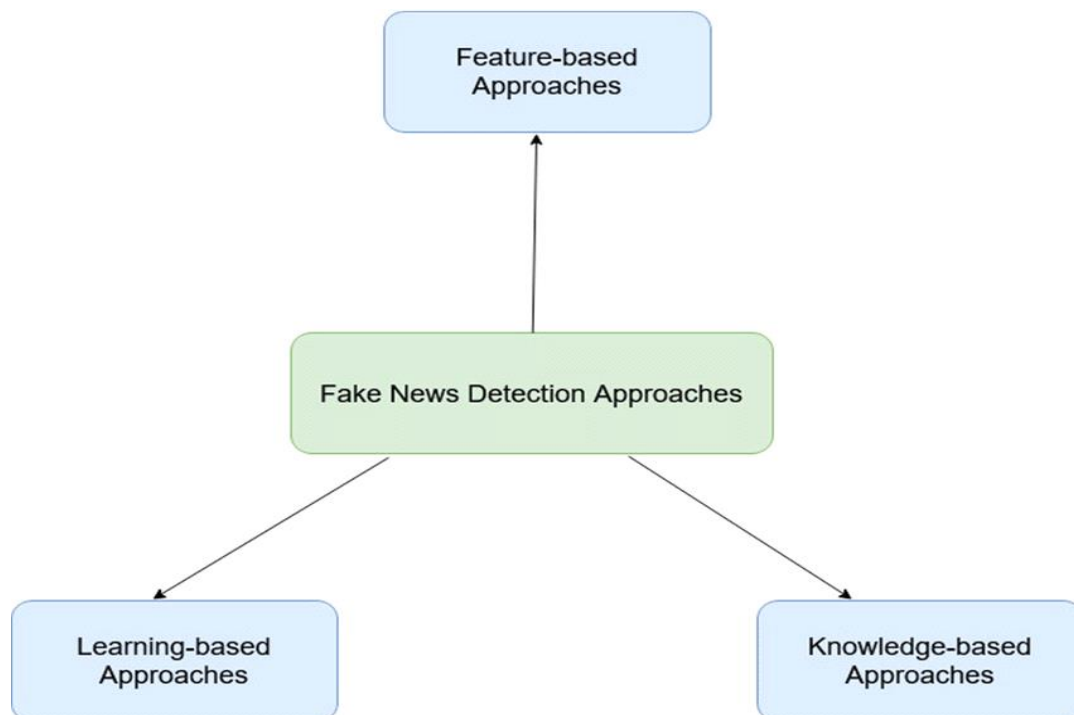 Feature-based
Approaches
Fake News Detection Approaches
Learning-based
Approaches
Knowledge-based
Approaches